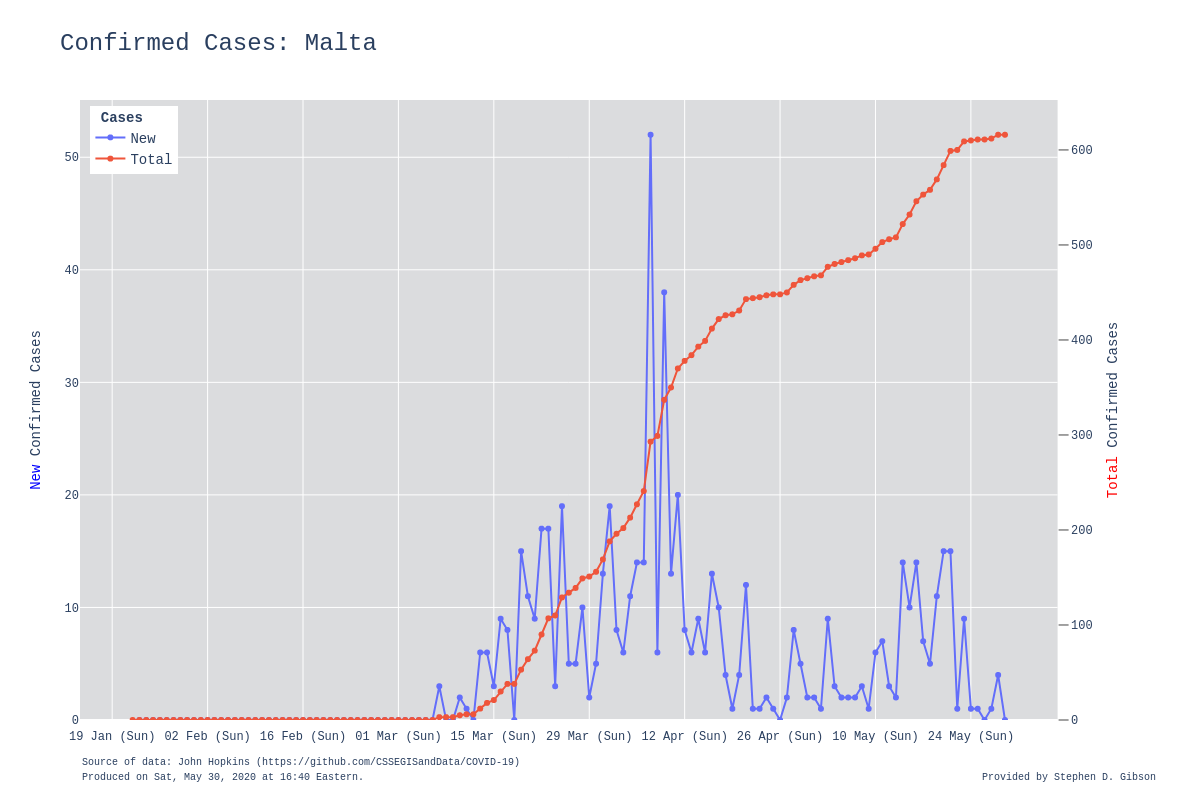 Confirmed Cases: Malta
Cases
New
Total
50
40
30
20
10
0
600
500
400
300
200
100
0
New Confirmed Cases
Total Confirmed Cases
19 Jan (Sun) 02 Feb (Sun) 16 Feb (Sun) 01 Mar (Sun) 15 Mar (Sun) 29 Mar (Sun) 12 Apr (Sun) 26 Apr (Sun) 10 May (Sun) 24 May (Sun)
Source of data: John Hopkins (https://github.com/CSSEGISandData/COVID-19)
Produced on Sat, May 30, 2020 at 16:40 Eastern.
Provided by Stephen D. Gibson